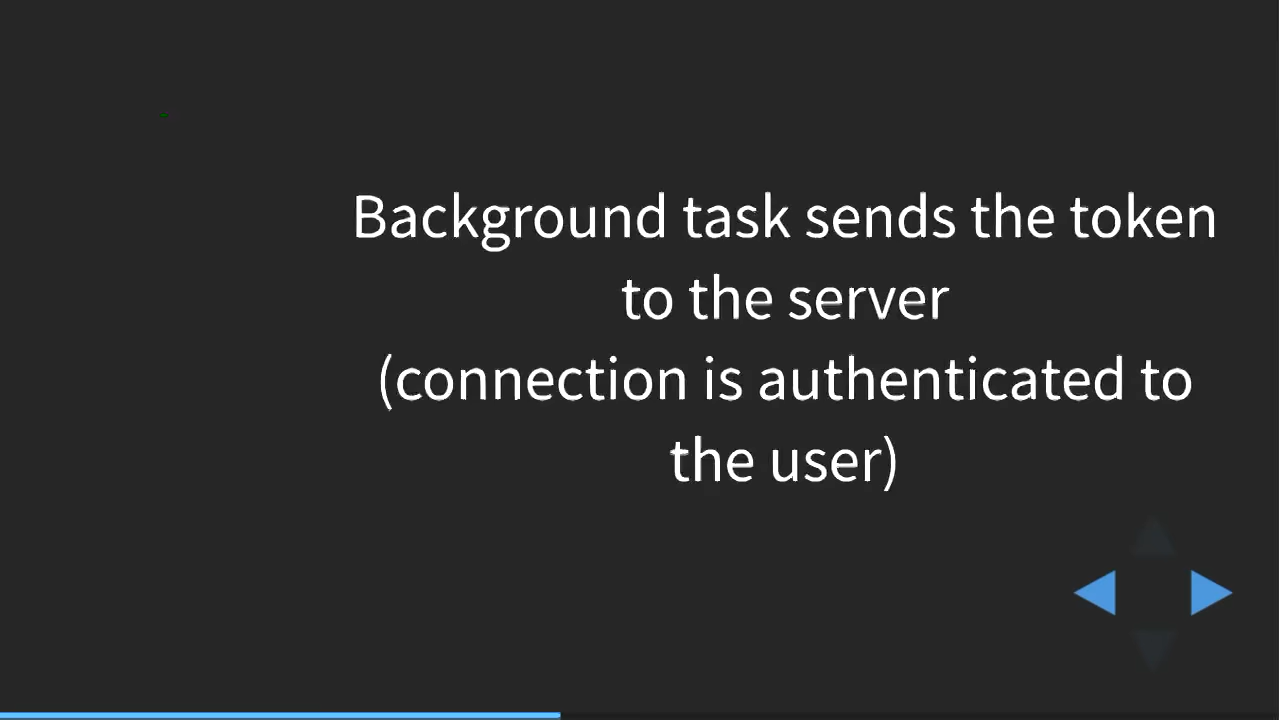 Background task sends the token
to the server
(connection is authenticated to
the user)